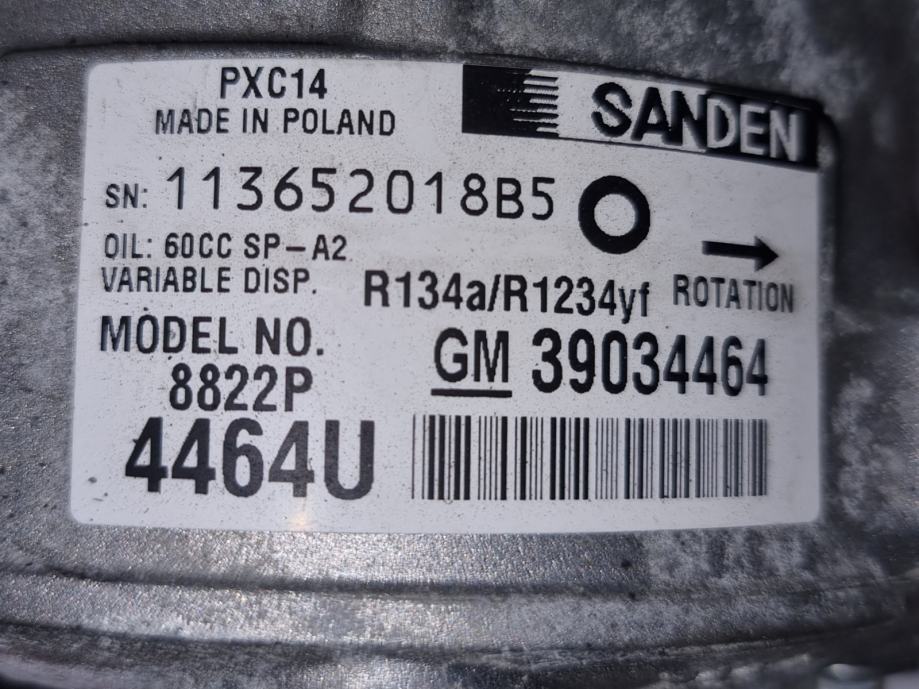 PXC14
MADE IN POLAND
SANDEN
SN: 113652018B5
OIL: 60CC SP-A2
VARIABLE DISP.
R134a/R1234yf
ROTATION
MODEL NO.
8822P
GM 39034464
4464U